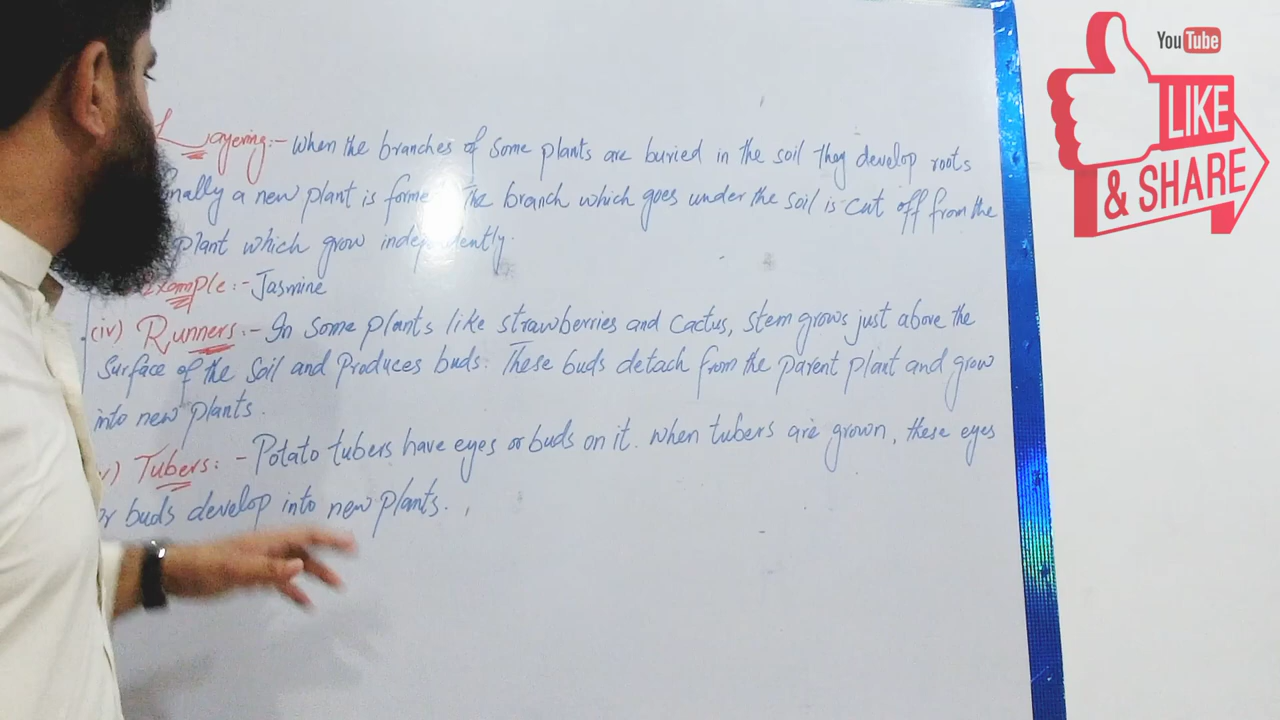 Layering:- When the branches of some plants are buried in the soil they develop roots
nally a new plant is forme The branch which goes under the soil is cut off from the
plant which grow independently.
Example:- Jasmine
(iv) Runners:- In some plants like strawberries and cactus, stem grows just above the
surface of the soil and produces buds. These buds detach from the parent plant and grow
into new plants.
v) Tubers:- Potato tubers have eyes or buds on it. when tubers are grown, these eyes
or buds develop into new plants.
YouTube
LIKE
& SHARE